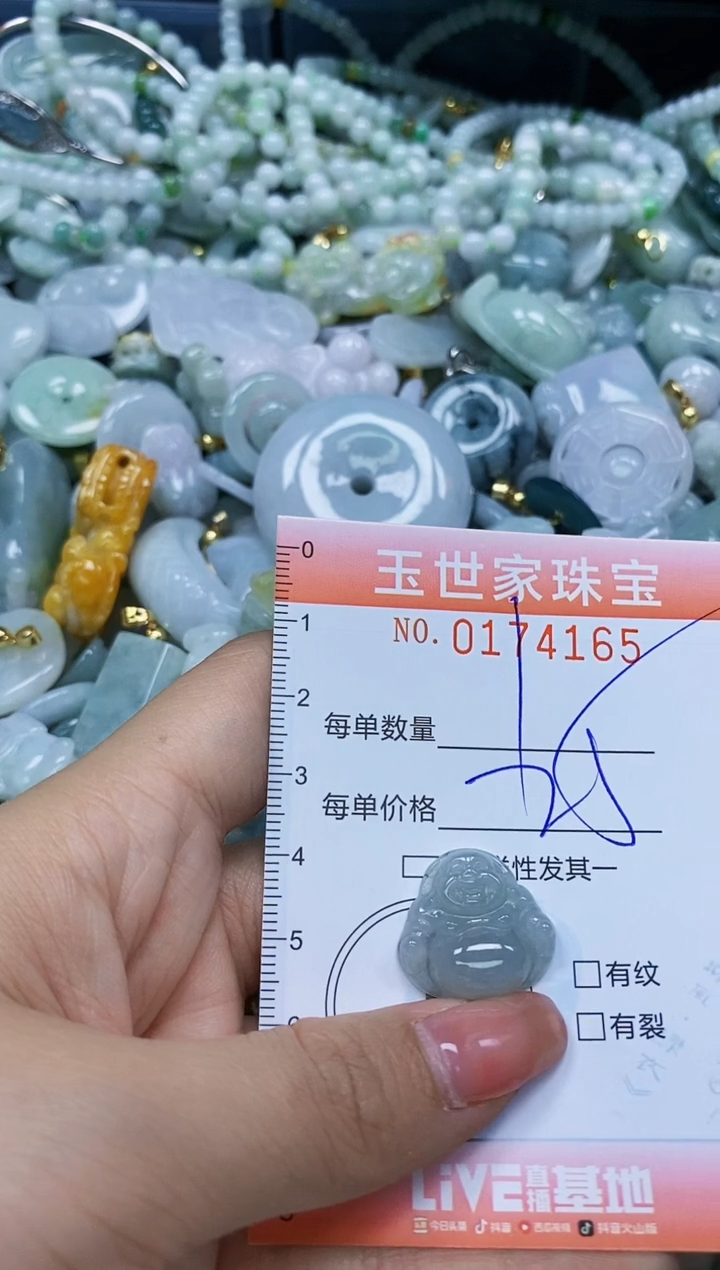 0
玉世家珠宝
NO. 0174165
1
2
每单数量
3
每单价格
4
性发其一
5
有纹
有裂
6
LiVE直播基地
今日头条 抖音 西瓜视频 抖音火山版